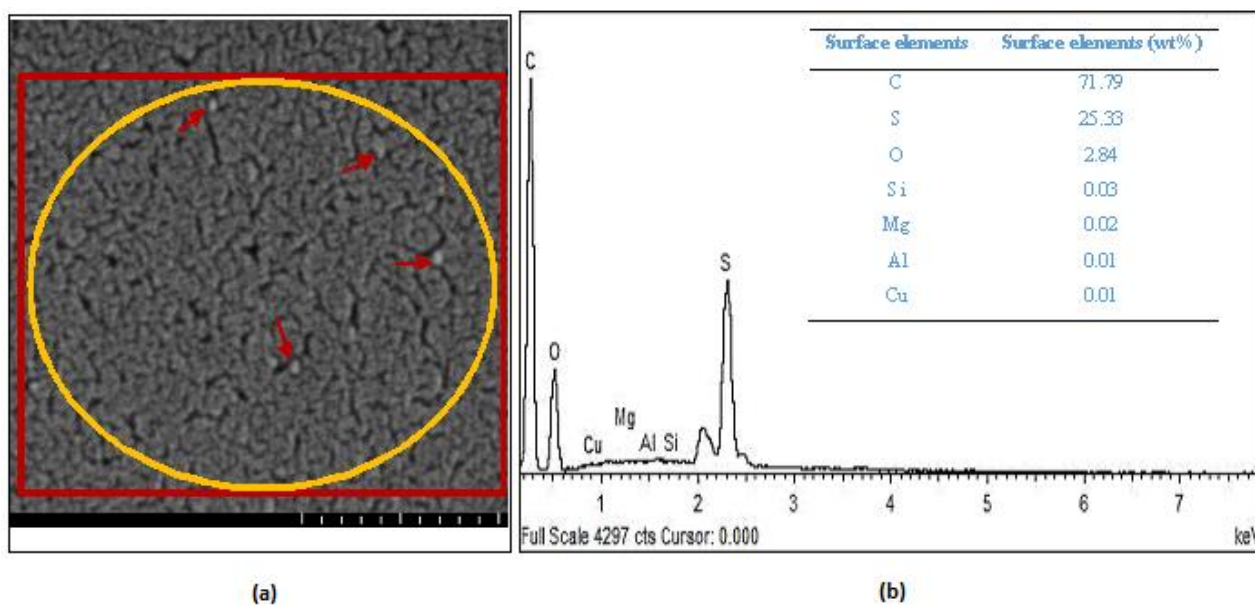 Surface elements Surface elements (wt%)
C 71.79
S 25.33
O 2.84
Si 0.03
Mg 0.02
Al 0.01
Cu 0.01
C
O
Cu
Mg
Al
Si
S
1 2 3 4 5 6 7
Full Scale 4297 cts Cursor: 0.000 keV
(a)
(b)